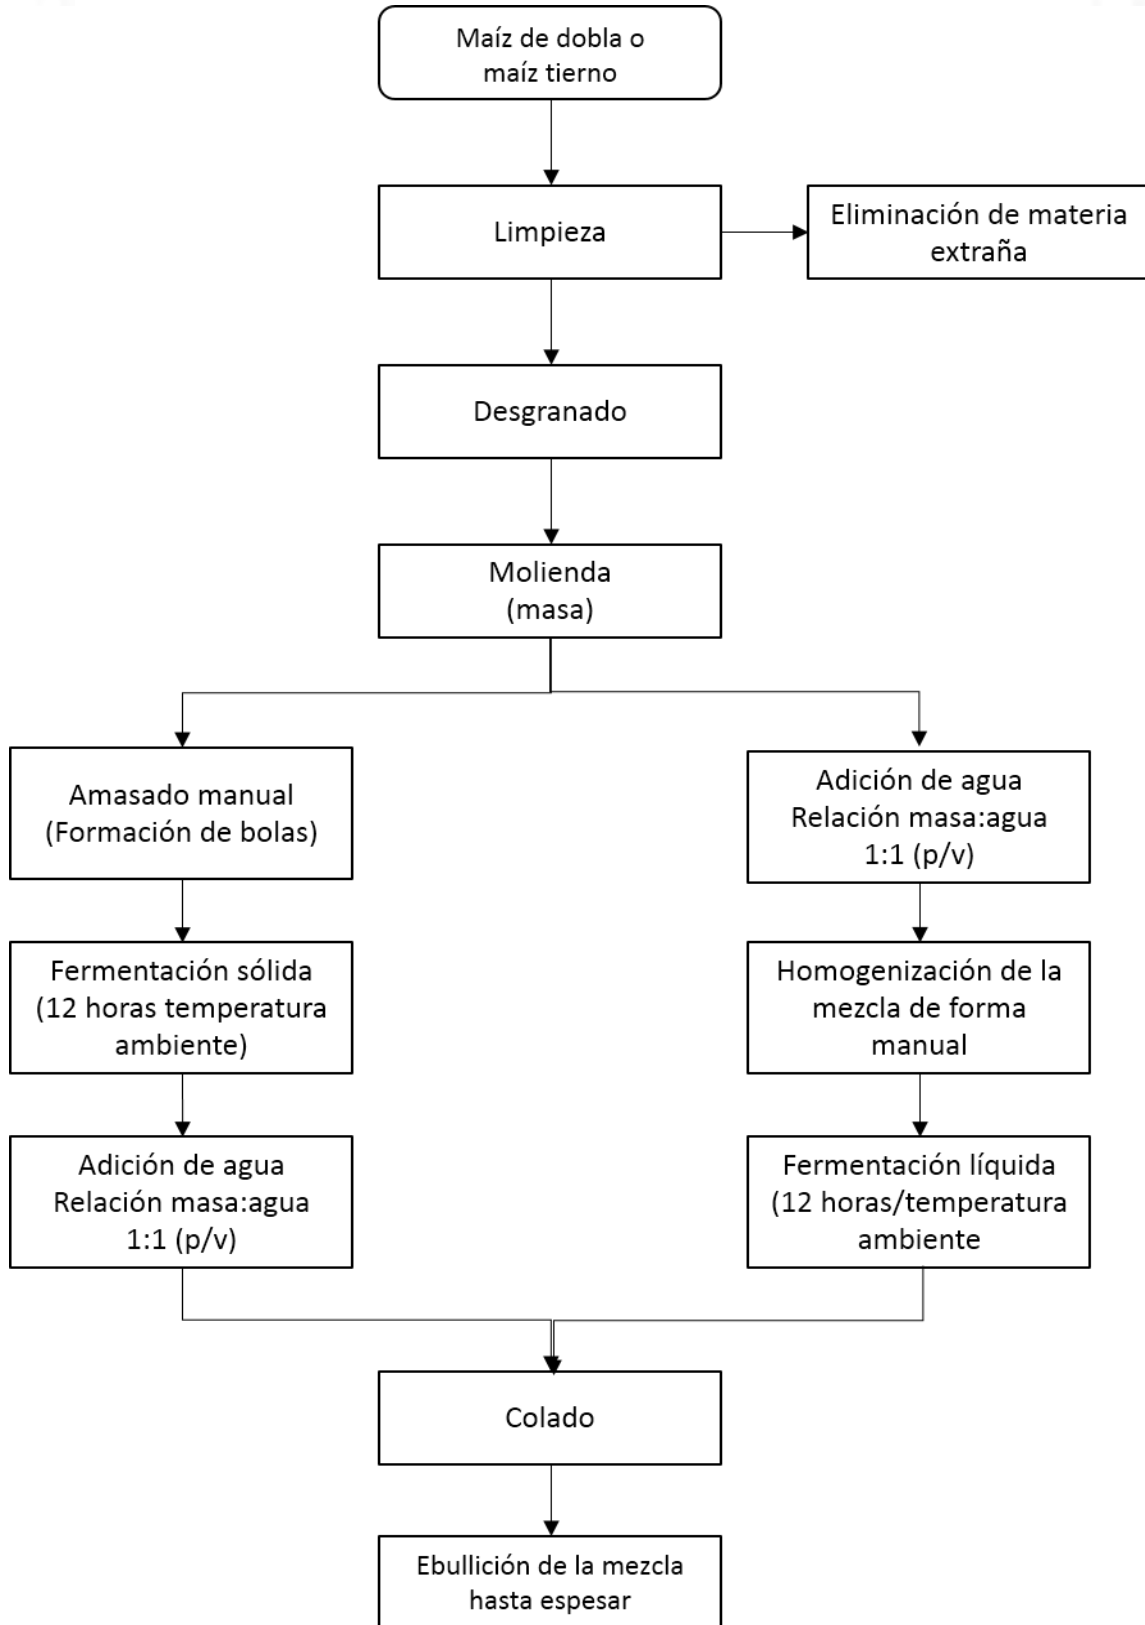 Maíz de dobla o
maíz tierno
Limpieza
Eliminación de materia
extraña
Desgranado
Molienda
(masa)
Amasado manual
(Formación de bolas)
Fermentación sólida
(12 horas temperatura
ambiente)
Adición de agua
Relación masa:agua
1:1 (p/v)
Adición de agua
Relación masa:agua
1:1 (p/v)
Homogenización de la
mezcla de forma
manual
Fermentación líquida
(12 horas/temperatura
ambiente
Colado
Ebullición de la mezcla
hasta espesar